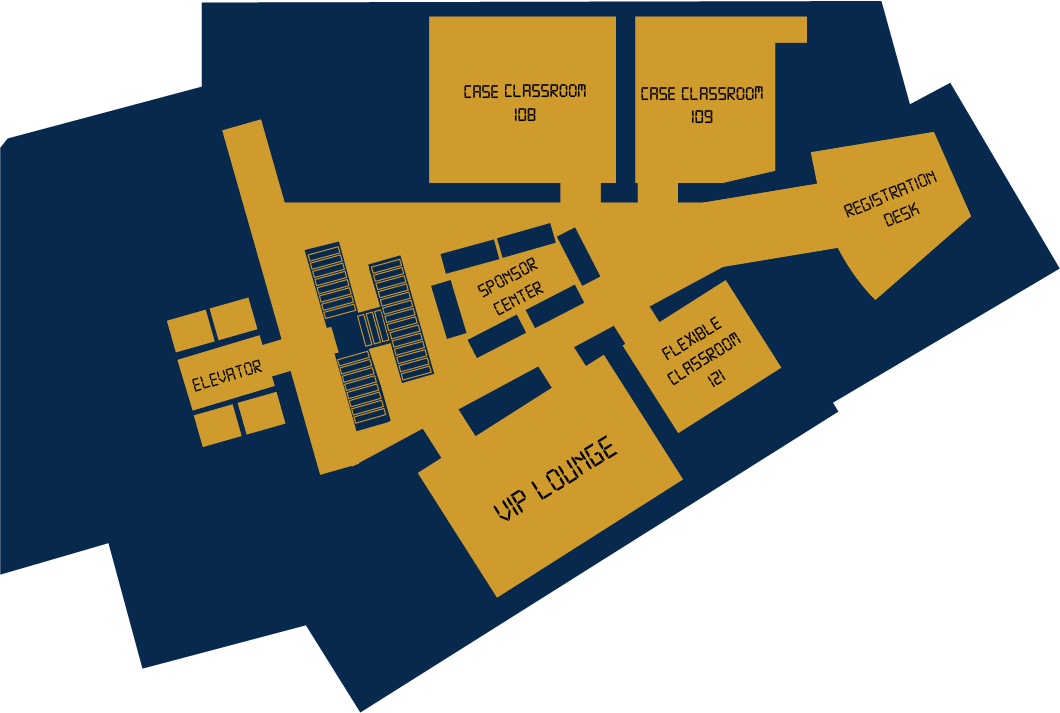 CASE CLASSROOM
108
CASE CLASSROOM
109
REGISTRATION
DESK
SPONSOR
CENTER
FLEXIBLE
CLASSROOM
121
ELEVATOR
VIP LOUNGE